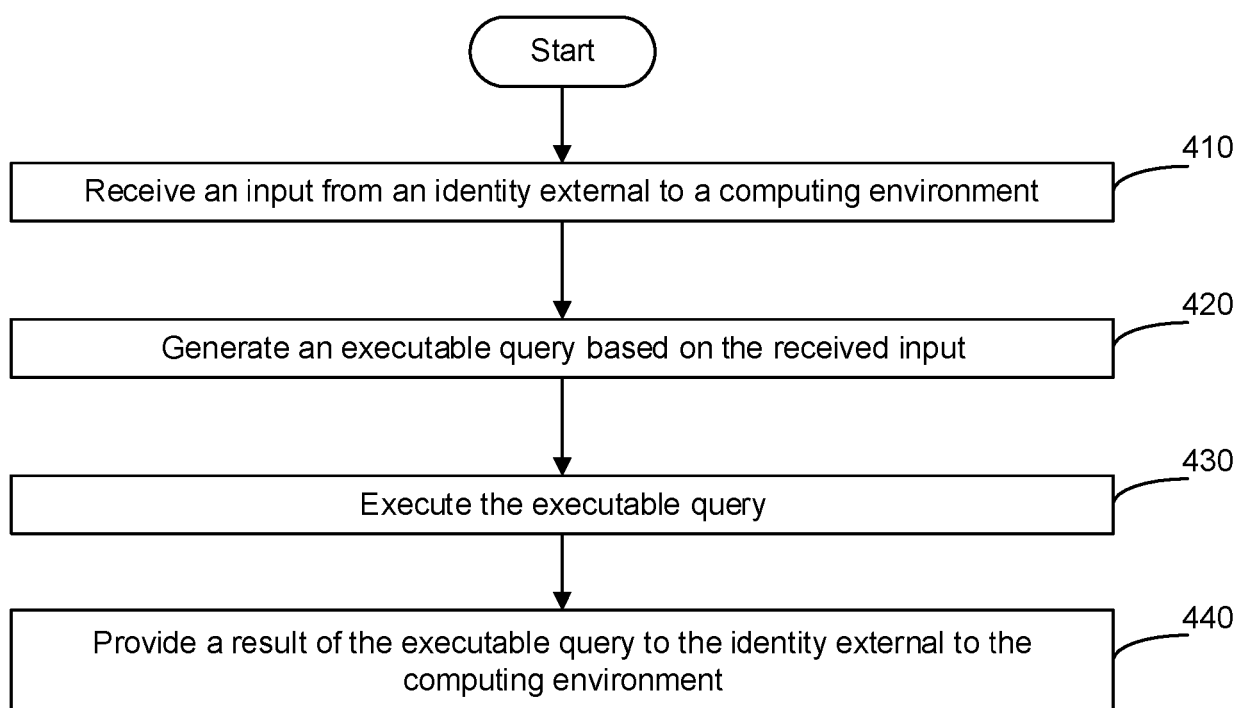 Start
410
Receive an input from an identity external to a computing environment
420
Generate an executable query based on the received input
430
Execute the executable query
440
Provide a result of the executable query to the identity external to the
computing environment